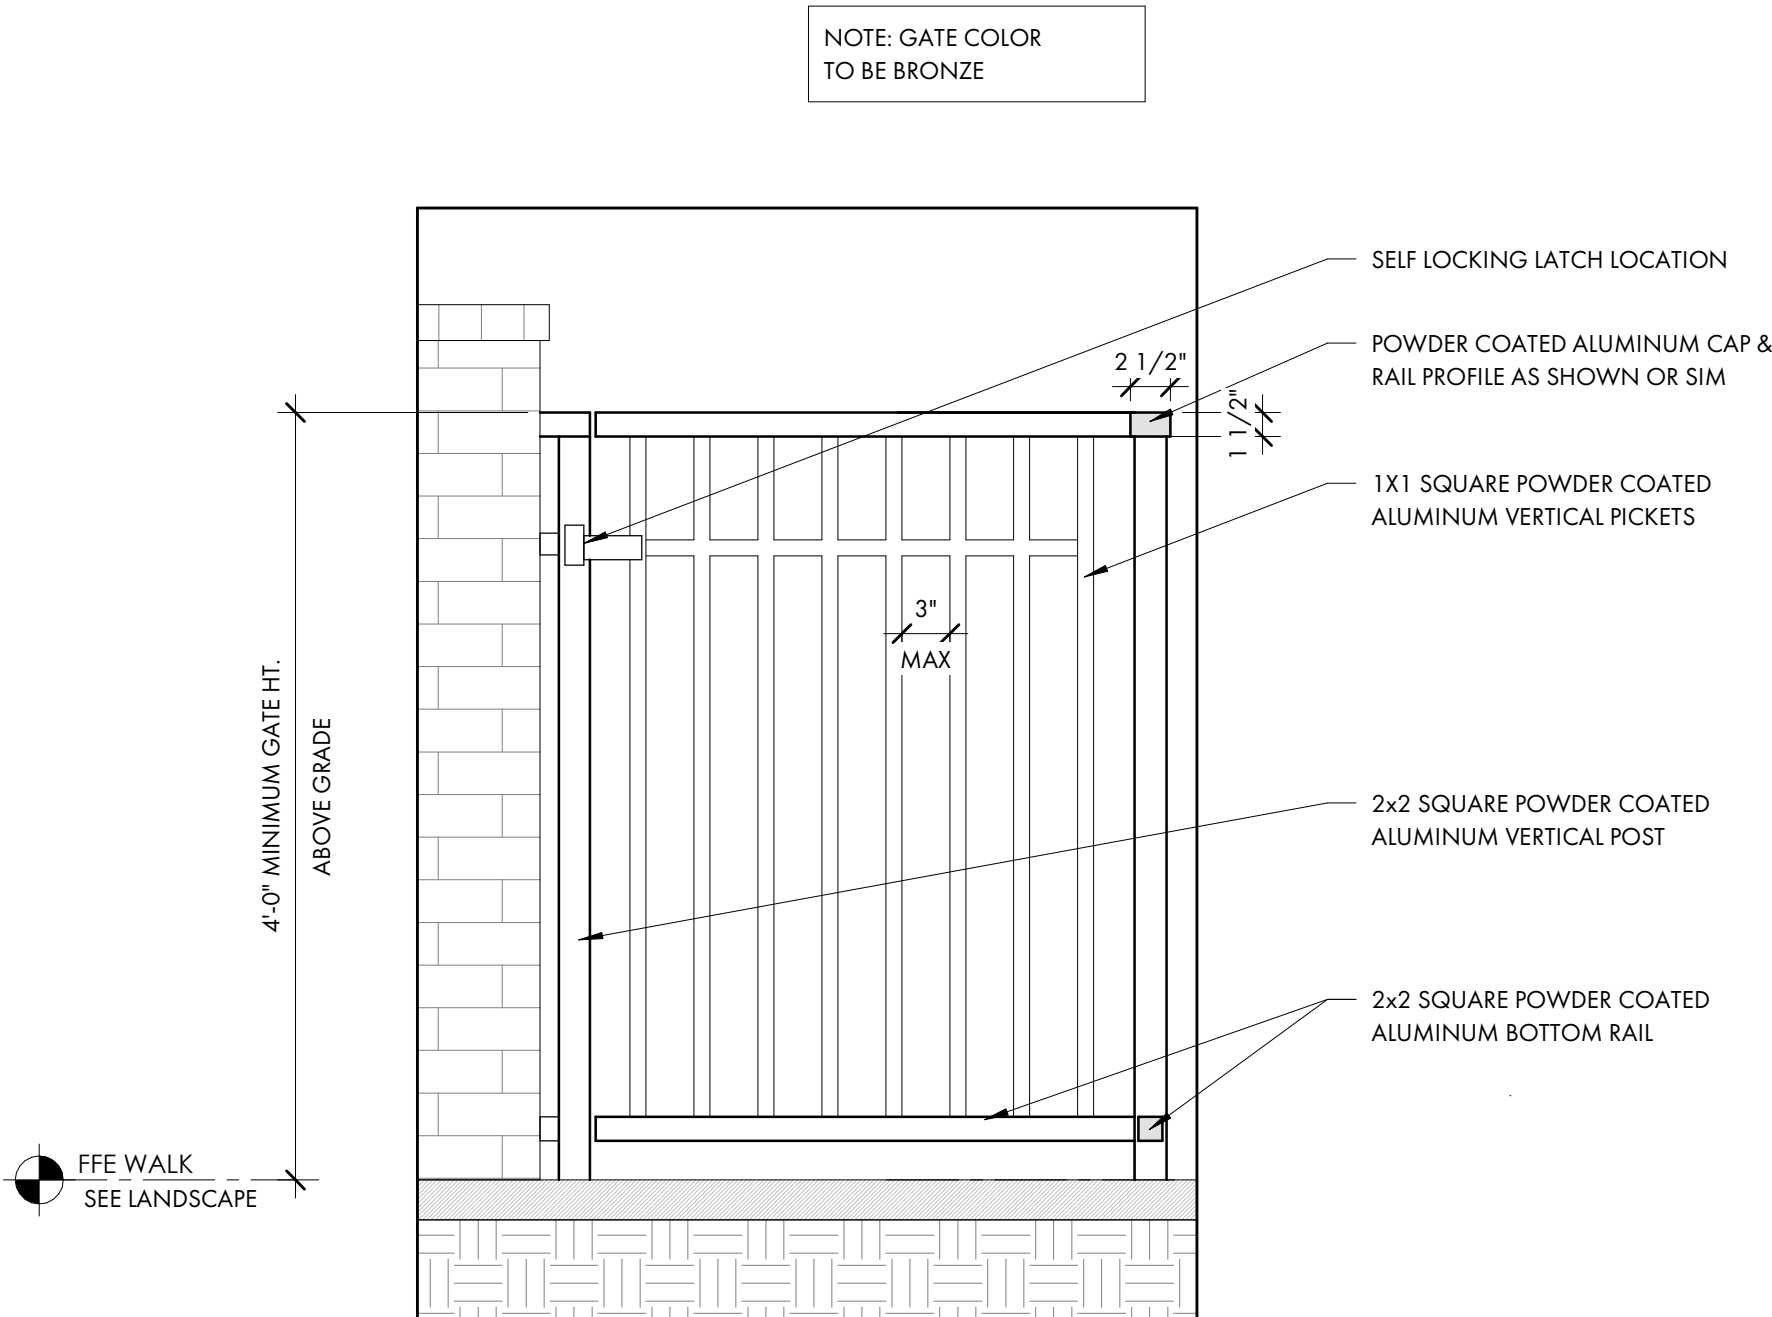 NOTE: GATE COLOR
TO BE BRONZE
SELF LOCKING LATCH LOCATION
POWDER COATED ALUMINUM CAP &
RAIL PROFILE AS SHOWN OR SIM
2 1/2"
1 1/2"
1X1 SQUARE POWDER COATED
ALUMINUM VERTICAL PICKETS
3"
MAX
4'-0" MINIMUM GATE HT.
ABOVE GRADE
2x2 SQUARE POWDER COATED
ALUMINUM VERTICAL POST
2x2 SQUARE POWDER COATED
ALUMINUM BOTTOM RAIL
FFE WALK
SEE LANDSCAPE